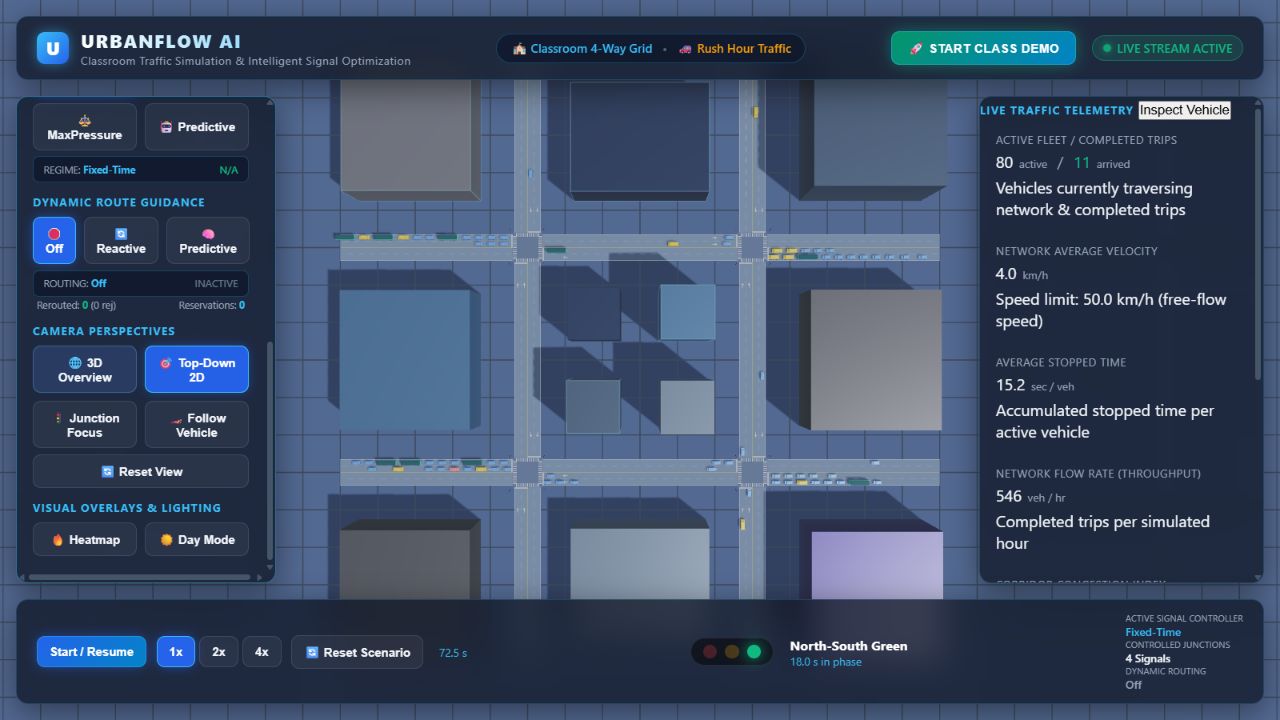 U
URBANFLOW AI
Classroom Traffic Simulation & Intelligent Signal Optimization
Classroom 4-Way Grid • Rush Hour Traffic
START CLASS DEMO
LIVE STREAM ACTIVE
MaxPressure
Predictive
REGIME: Fixed-Time N/A
DYNAMIC ROUTE GUIDANCE
Off
Reactive
Predictive
ROUTING: Off INACTIVE
Rerouted: 0 (0 rej) Reservations: 0
CAMERA PERSPECTIVES
3D
Overview
Top-Down
2D
Junction
Focus
Follow
Vehicle
Reset View
VISUAL OVERLAYS & LIGHTING
Heatmap
Day Mode
LIVE TRAFFIC TELEMETRY Inspect Vehicle
ACTIVE FLEET / COMPLETED TRIPS
80 active / 11 arrived
Vehicles currently traversing
network & completed trips
NETWORK AVERAGE VELOCITY
4.0 km/h
Speed limit: 50.0 km/h (free-flow
speed)
AVERAGE STOPPED TIME
15.2 sec / veh
Accumulated stopped time per
active vehicle
NETWORK FLOW RATE (THROUGHPUT)
546 veh / hr
Completed trips per simulated
hour
CORRIDOR CONGESTION INDEX
Start / Resume
1x
2x
4x
Reset Scenario
72.5 s
North-South Green
18.0 s in phase
ACTIVE SIGNAL CONTROLLER
Fixed-Time
CONTROLLED JUNCTIONS
4 Signals
DYNAMIC ROUTING
Off